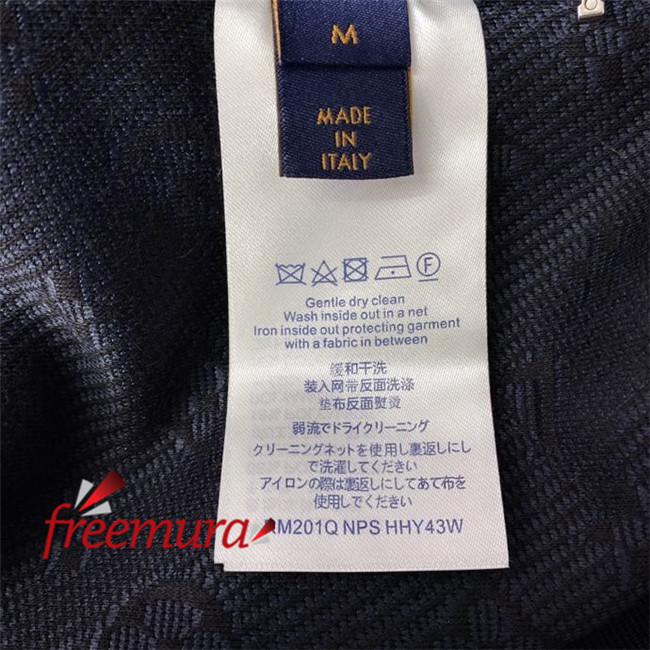 M
MADE
IN
ITALY
F
Gentle dry clean
Wash inside out in a net
Iron inside out protecting garment
with a fabric in between
缓和干洗
装入网带反面洗涤
垫布反面熨烫
弱流でドライクリーニング
クリーニングネットを使用し裏返しにし
て洗濯してください
アイロンの際は裏返しにしてあて布を
使用してください
freemura
M201Q NPS HHY43W